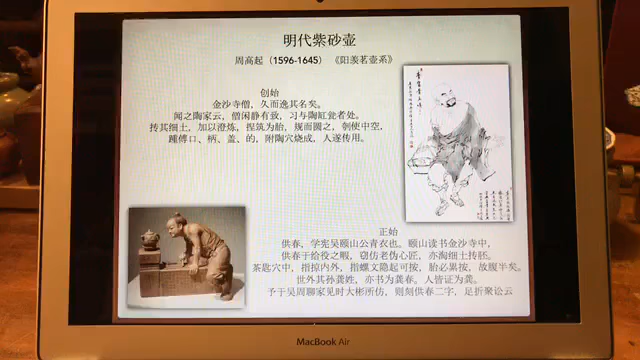 明代紫砂壶
周高起（1596-1645）《阳羡茗壶系》
创始
金沙寺僧，久而逸其名矣。
闻之陶家云，僧闲静有致，习与陶缸瓮者处。
抟其细土，加以澄炼，捏筑为胎，规而圆之，刳使中空，
踵傅口、柄、盖、的，附陶穴烧成，人遂传用。
正始
供春，学宪吴颐山公青衣也。颐山读书金沙寺中，
供春于给役之暇，窃仿老僧心匠，亦淘细土抟胚。
茶匙穴中，指掠内外，指螺文隐起可按，胎必累按，故腹半矣。
世外其孙龚姓，亦书为龚春。人皆证为龚。
予于吴周聊家见时大彬所仿，则刻供春二字，足折聚讼云
MacBook Air